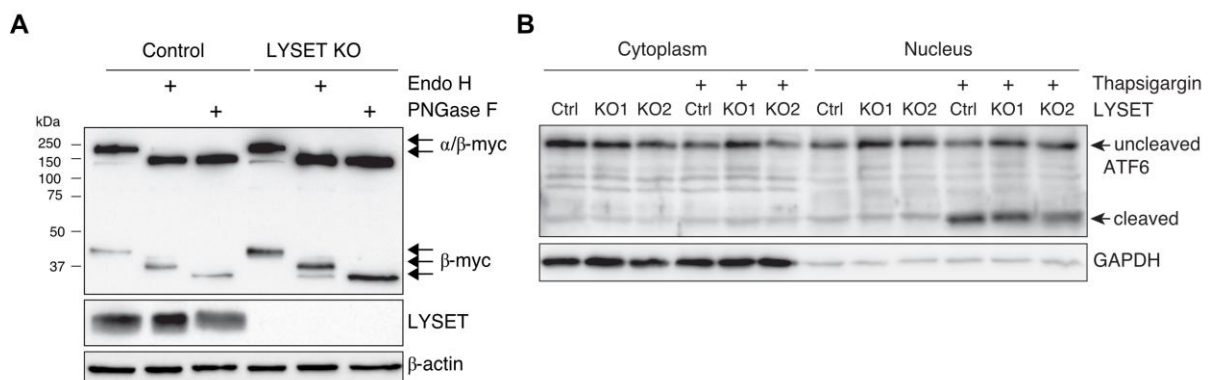 A
Control LYSET KO
+ + Endo H
+ + PNGase F
kDa
250
150
100
75
50
37
α/β-myc
β-myc
LYSET
β-actin
B
Cytoplasm Nucleus
+ + + + + + Thapsigargin
Ctrl KO1 KO2 Ctrl KO1 KO2 Ctrl KO1 KO2 Ctrl KO1 KO2 LYSET
uncleaved
ATF6
cleaved
GAPDH